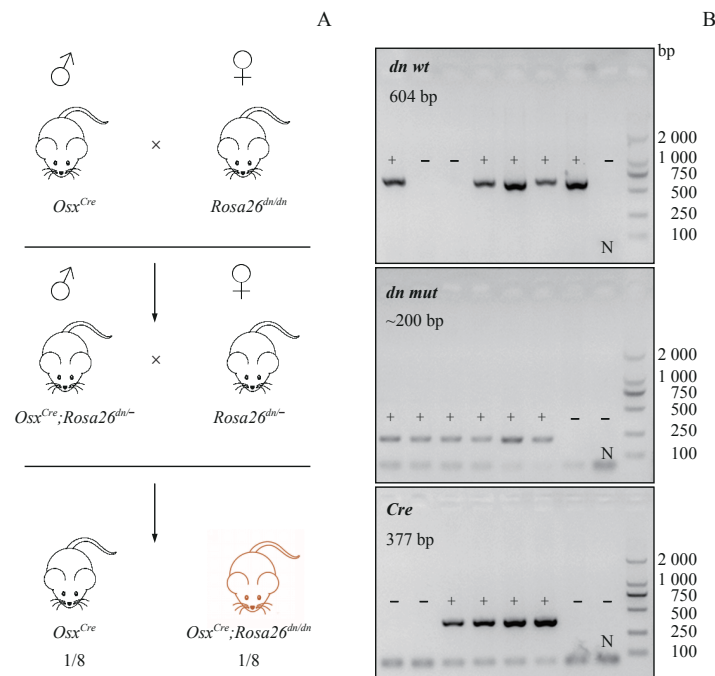 A
B
♂
♀
×
Osx^Cre
Rosa26^dn/dn
♂
♀
×
Osx^Cre;Rosa26^dn/–
Rosa26^dn/–
Osx^Cre
Osx^Cre;Rosa26^dn/dn
1/8
1/8
bp
dn wt
604 bp
+ – – + + + + –
N
2 000
1 000
750
500
250
100
dn mut
~200 bp
+ + + + + + – –
N
2 000
1 000
750
500
250
100
Cre
377 bp
– – + + + + – –
N
2 000
1 000
750
500
250
100